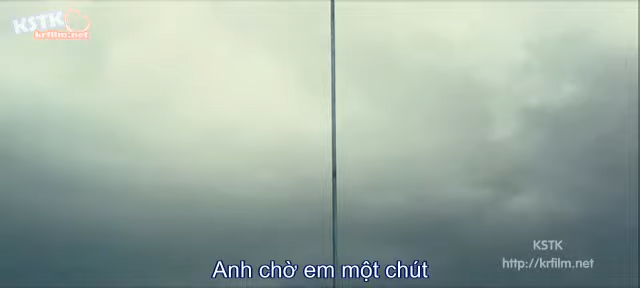 KSTK
krfilm.net
KSTK
http://krfilm.net
Anh chờ em một chút